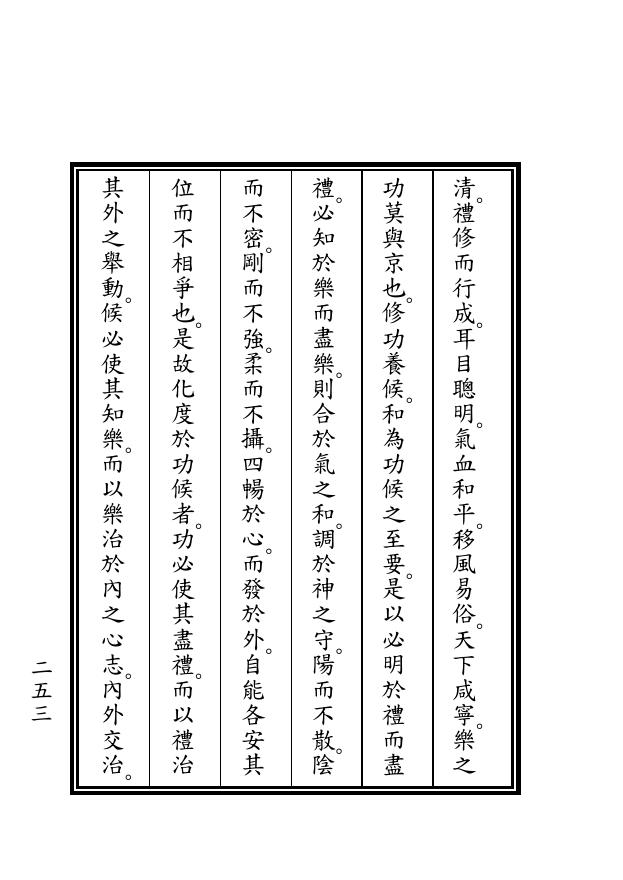 清。禮修而行成。耳目聰明。氣血和平。移風易俗。天下咸寧。樂之
功莫與京也。修功養候。和為功候之至要。是以必明於禮而盡
禮。必知於樂而盡樂。則合於氣之和。調於神之守。陽而不散。陰
而不密。剛而不強。柔而不攝。四暢於心。而發於外。自能各安其
位而不相爭也。是故化度於功候者。功必使其盡禮。而以禮治
其外之舉動。候必使其知樂。而以樂治於內之心志。內外交治。
二五三